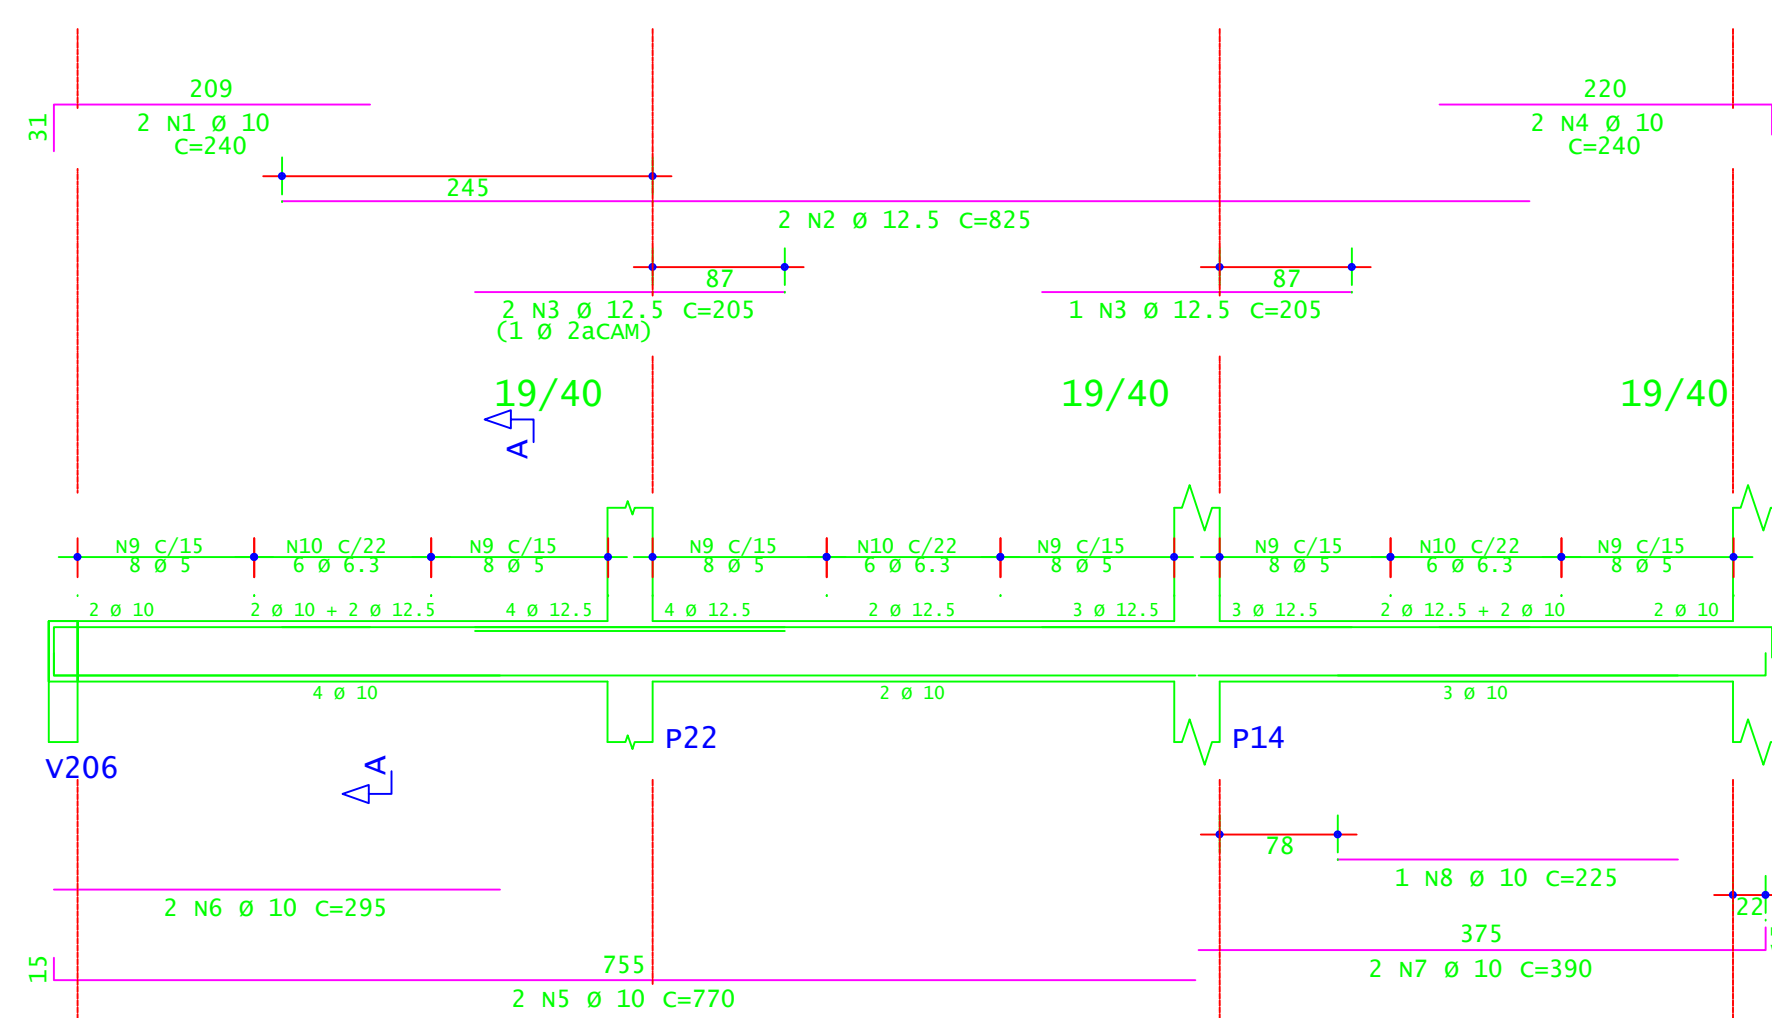 209
220
31
2 N1 Ø 10
C=240
2 N4 Ø 10
C=240
245
2 N2 Ø 12.5 C=825
87
87
2 N3 Ø 12.5 C=205
(1 Ø 2aCAM)
1 N3 Ø 12.5 C=205
19/40
19/40
19/40
A
N9 C/15
8 Ø 5
N10 C/22
6 Ø 6.3
N9 C/15
8 Ø 5
N9 C/15
8 Ø 5
N10 C/22
6 Ø 6.3
N9 C/15
8 Ø 5
N9 C/15
8 Ø 5
N10 C/22
6 Ø 6.3
N9 C/15
8 Ø 5
2 Ø 10
2 Ø 10 + 2 Ø 12.5
4 Ø 12.5
4 Ø 12.5
2 Ø 12.5
3 Ø 12.5
3 Ø 12.5
2 Ø 12.5 + 2 Ø 10
2 Ø 10
4 Ø 10
2 Ø 10
3 Ø 10
V206
P22
P14
A
78
1 N8 Ø 10 C=225
2 N6 Ø 10 C=295
22
375
2 N7 Ø 10 C=390
15
755
2 N5 Ø 10 C=770